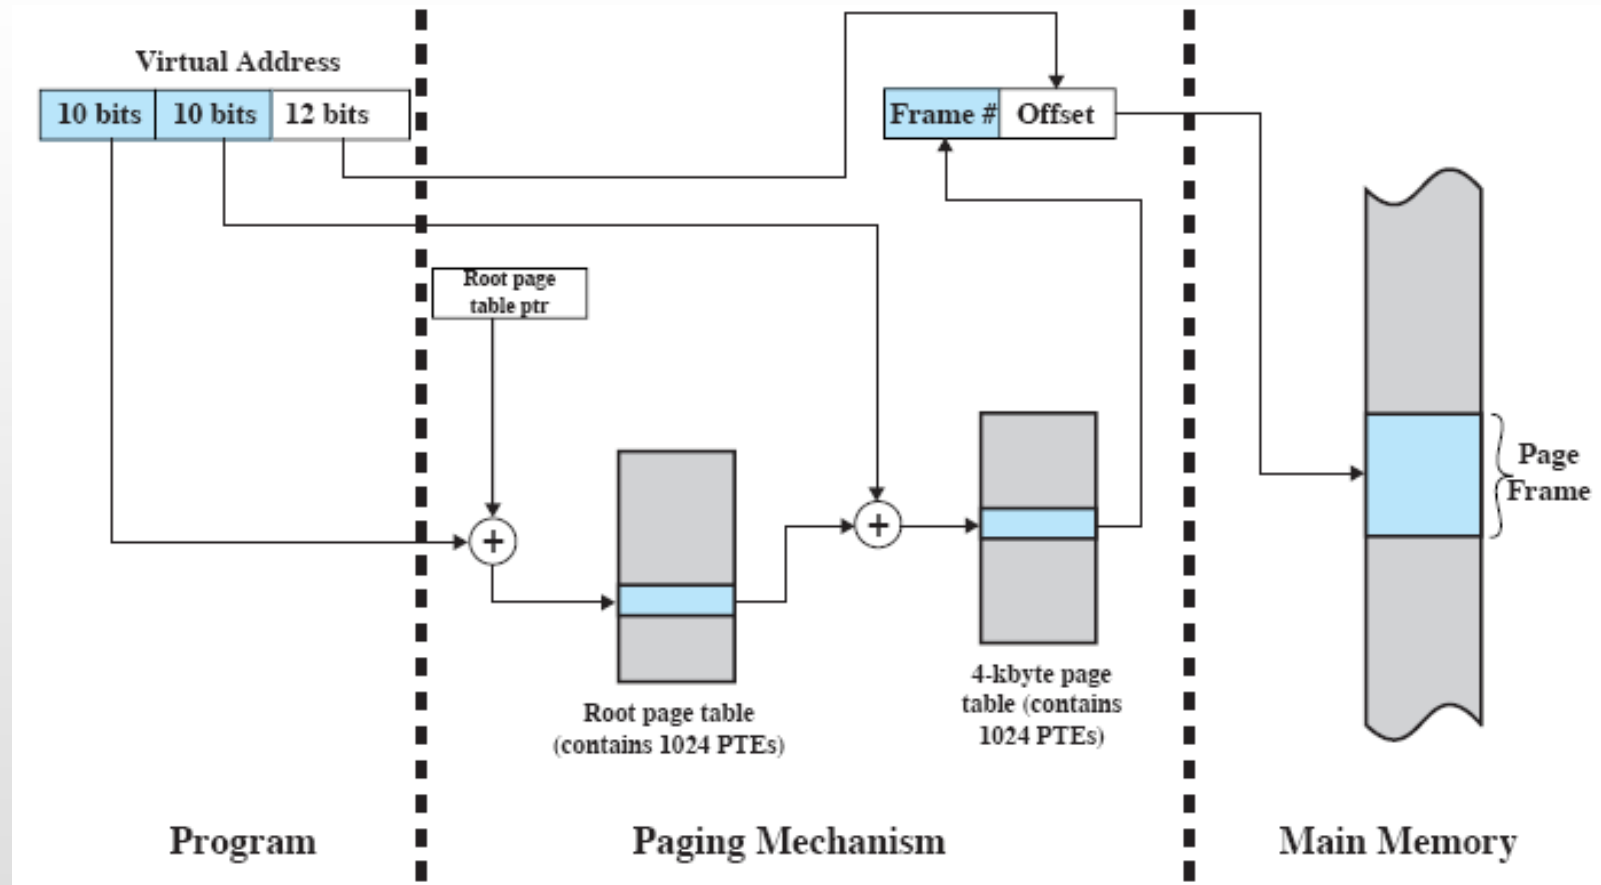 Virtual Address
10 bits 10 bits 12 bits
Frame # Offset
Root page
table ptr
+
+
Page
Frame
4-kbyte page
table (contains
1024 PTEs)
Root page table
(contains 1024 PTEs)
Program
Paging Mechanism
Main Memory